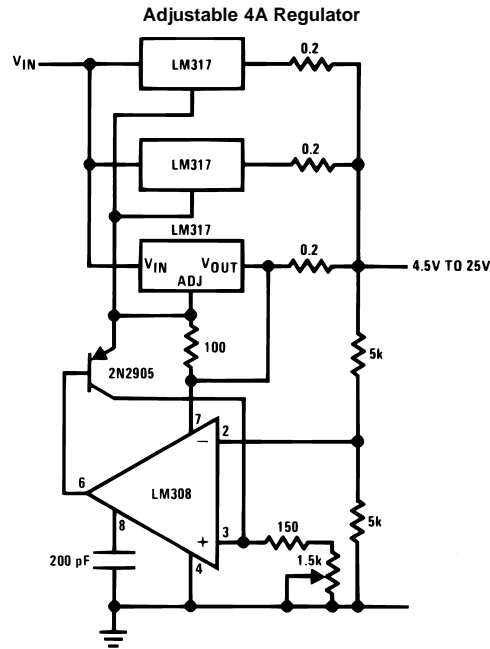 Adjustable 4A Regulator
0.2
VIN
LM317
0.2
LM317
LM317
0.2
VIN
VOUT
4.5V TO 25V
ADJ
100
5k
2N2905
7
−
2
6
LM308
5k
8
+
3
150
200 pF
4
1.5k